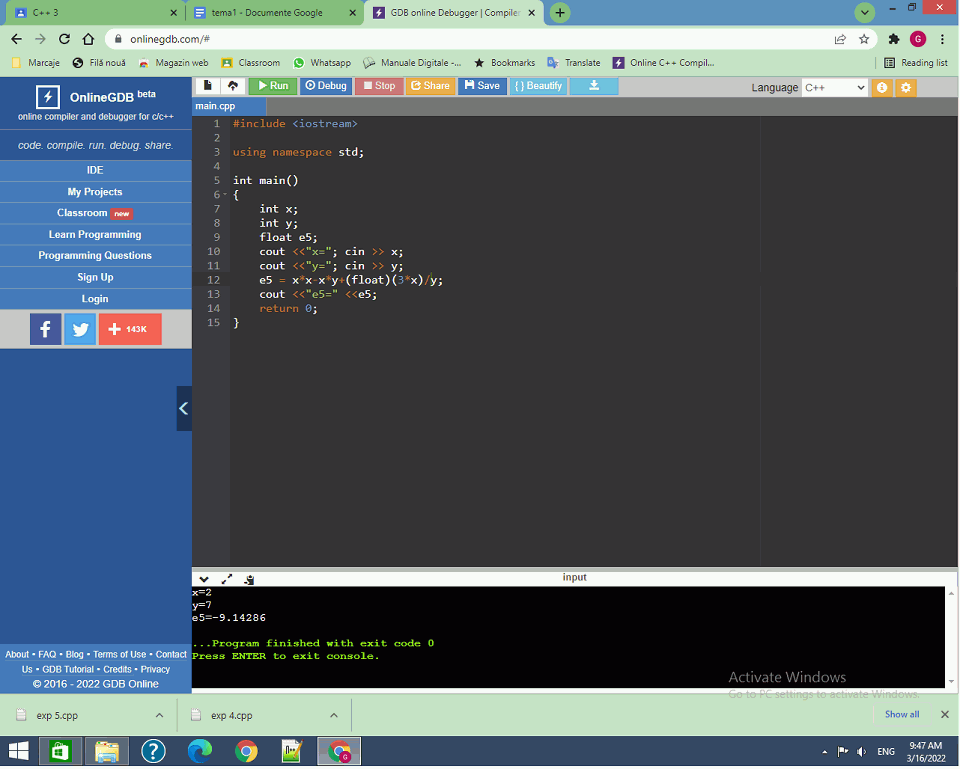 C++ 3
tema1 - Documente Google
GDB online Debugger | Compiler
onlinegdb.com/#
G
Marcaje
Filă nouă
Magazin web
Classroom
Whatsapp
Manuale Digitale -...
Bookmarks
Translate
Online C++ Compil...
Reading list
OnlineGDB beta
online compiler and debugger for c/c++
code. compile. run. debug. share.
IDE
My Projects
Classroom new
Learn Programming
Programming Questions
Sign Up
Login
f
+ 143K
About • FAQ • Blog • Terms of Use • Contact
Us • GDB Tutorial • Credits • Privacy
© 2016 - 2022 GDB Online
Run
Debug
Stop
Share
Save
{ } Beautify
Language C++
main.cpp
1 #include <iostream>
2
3 using namespace std;
4
5 int main()
6 {
7 int x;
8 int y;
9 float e5;
10 cout <<"x="; cin >> x;
11 cout <<"y="; cin >> y;
12 e5 = x*x-x*y+(float)(3*x)/y;
13 cout <<"e5=" <<e5;
14 return 0;
15 }
input
x=2
y=7
e5=-9.14286
...Program finished with exit code 0
Press ENTER to exit console.
Activate Windows
Go to PC settings to activate Windows.
exp 5.cpp
exp 4.cpp
Show all
ENG
9:47 AM
3/16/2022